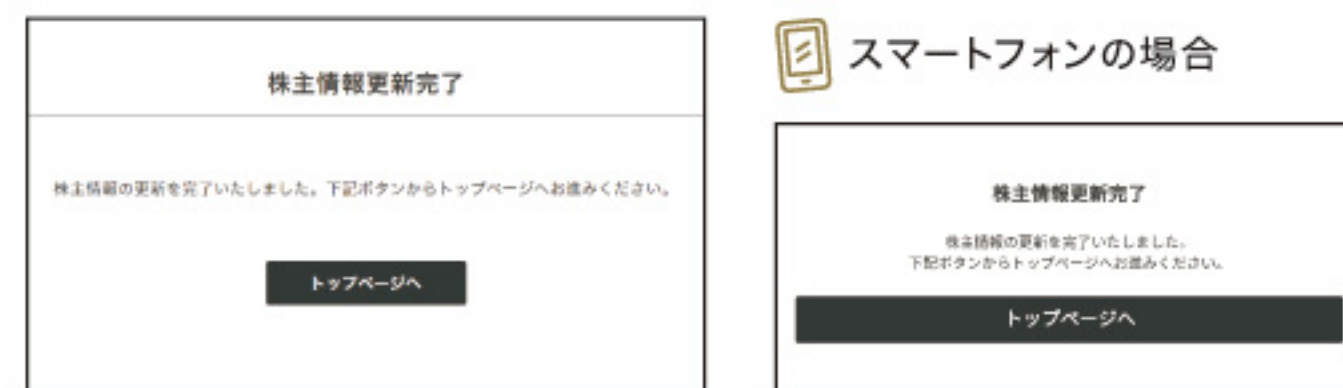 株主情報更新完了
株主情報の更新を完了いたしました。下記ボタンからトップページへお進みください。
トップページへ
スマートフォンの場合
株主情報更新完了
株主情報の更新を完了いたしました。
下記ボタンからトップページへお進みください。
トップページへ